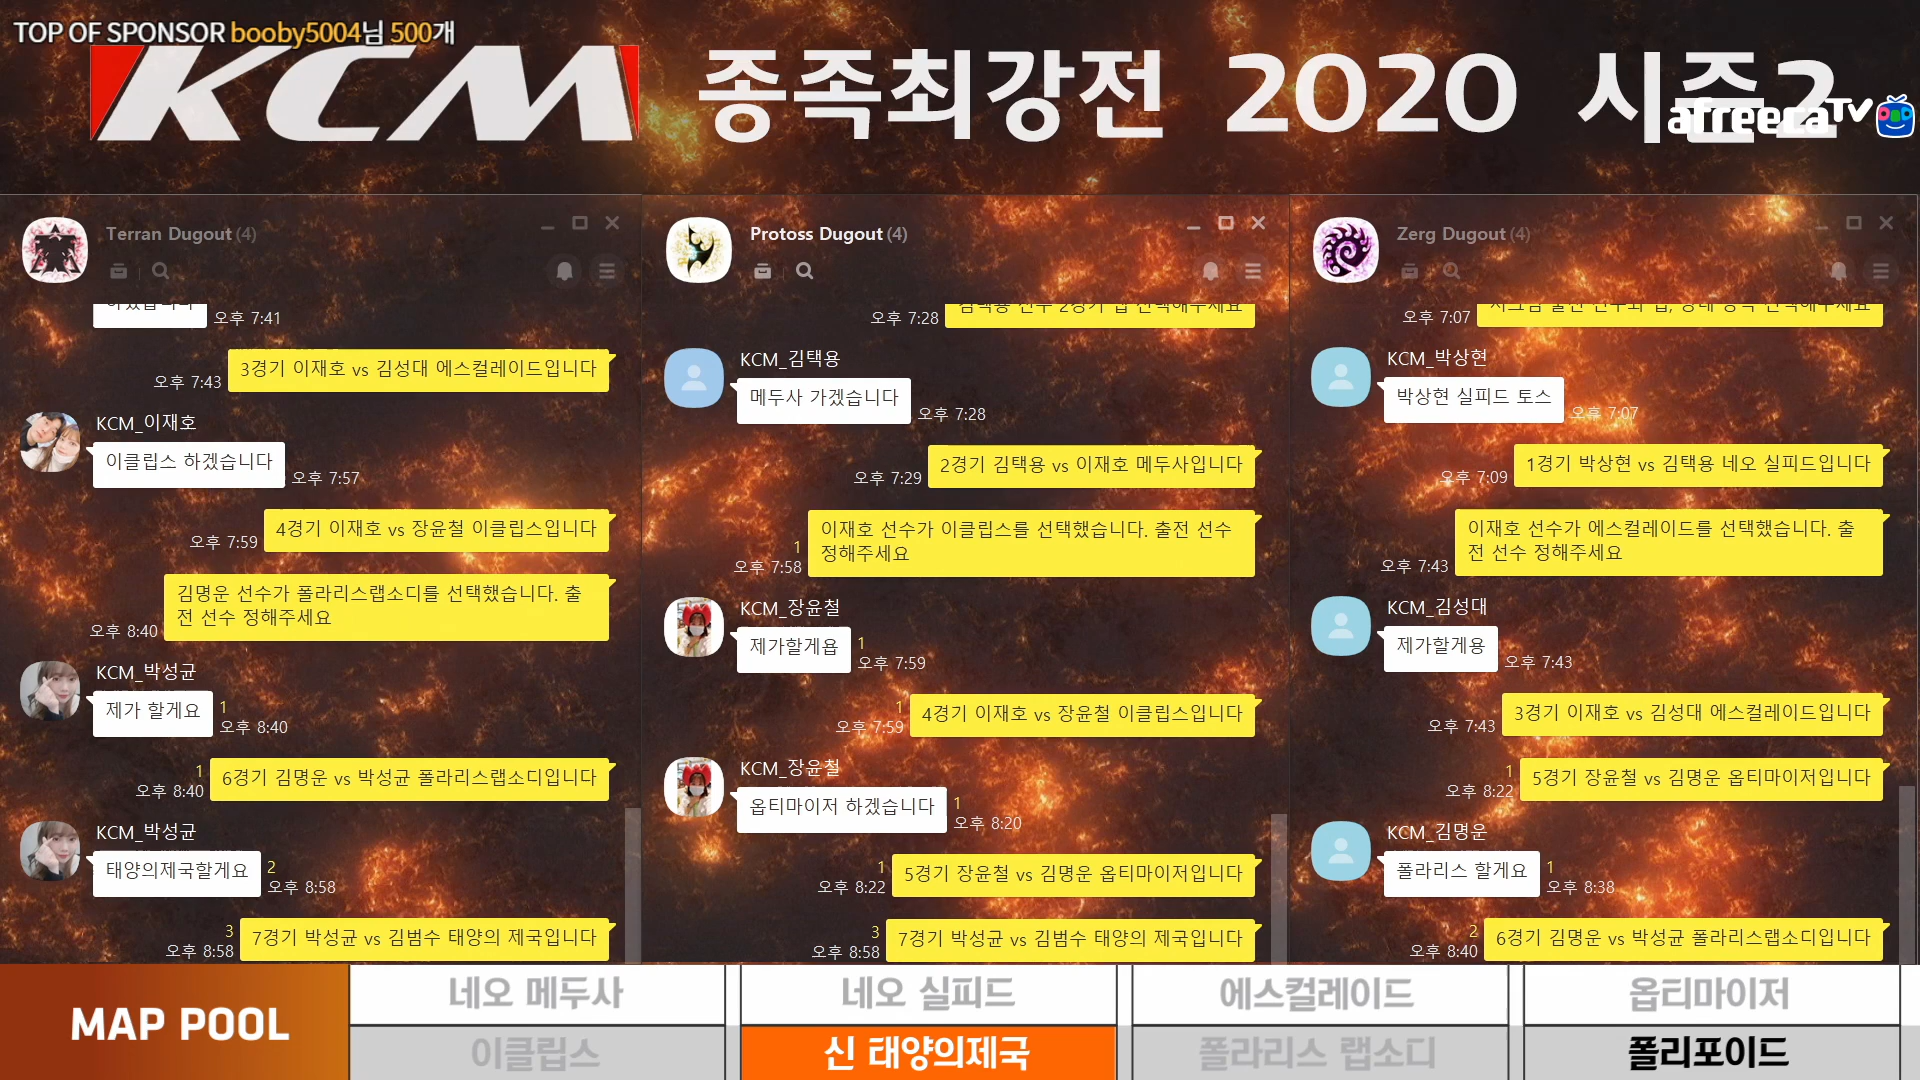 TOP OF SPONSOR booby5004님 500개
KCM 종족최강전 2020 시즌2
afreecaTV
Terran Dugout (4)
오후 7:41
3경기 이재호 vs 김성대 에스컬레이드입니다
오후 7:43
KCM_이재호
이클립스 하겠습니다
오후 7:57
4경기 이재호 vs 장윤철 이클립스입니다
오후 7:59
김명운 선수가 폴라리스랩소디를 선택했습니다. 출
전 선수 정해주세요
오후 8:40
KCM_박성균
제가 할게요
1
오후 8:40
6경기 김명운 vs 박성균 폴라리스랩소디입니다
1
오후 8:40
KCM_박성균
태양의제국할게요
2
오후 8:58
7경기 박성균 vs 김범수 태양의 제국입니다
3
오후 8:58
Protoss Dugout (4)
김택용 선수 2경기 맵 선택해주세요
오후 7:28
KCM_김택용
메두사 가겠습니다
오후 7:28
2경기 김택용 vs 이재호 메두사입니다
오후 7:29
이재호 선수가 이클립스를 선택했습니다. 출전 선수
정해주세요
1
오후 7:58
KCM_장윤철
제가할게욥
1
오후 7:59
4경기 이재호 vs 장윤철 이클립스입니다
1
오후 7:59
KCM_장윤철
옵티마이저 하겠습니다
1
오후 8:20
5경기 장윤철 vs 김명운 옵티마이저입니다
1
오후 8:22
7경기 박성균 vs 김범수 태양의 제국입니다
3
오후 8:58
Zerg Dugout (4)
오후 7:07
KCM_박상현
박상현 실피드 토스
오후 7:07
1경기 박상현 vs 김택용 네오 실피드입니다
오후 7:09
이재호 선수가 에스컬레이드를 선택했습니다. 출
전 선수 정해주세요
오후 7:43
KCM_김성대
제가할게용
오후 7:43
3경기 이재호 vs 김성대 에스컬레이드입니다
오후 7:43
5경기 장윤철 vs 김명운 옵티마이저입니다
1
오후 8:22
KCM_김명운
폴라리스 할게요
1
오후 8:38
6경기 김명운 vs 박성균 폴라리스랩소디입니다
2
오후 8:40
MAP POOL
네오 메두사
네오 실피드
에스컬레이드
옵티마이저
이클립스
신 태양의제국
폴라리스 랩소디
폴리포이드